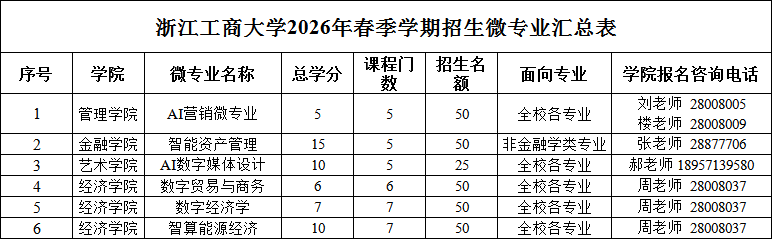 浙江工商大学2026年春季学期招生微专业汇总表
序号 学院 微专业名称 总学分 课程门数 招生名额 面向专业 学院报名咨询电话
1 管理学院 AI营销微专业 5 5 50 全校各专业 刘老师 28008005
楼老师 28008009
2 金融学院 智能资产管理 15 5 50 非金融学类专业 张老师 28877706
3 艺术学院 AI数字媒体设计 10 5 25 全校各专业 郝老师 18957139580
4 经济学院 数字贸易与商务 6 6 50 全校各专业 周老师 28008037
5 经济学院 数字经济学 7 7 50 全校各专业 周老师 28008037
6 经济学院 智算能源经济 10 7 50 全校各专业 周老师 28008037